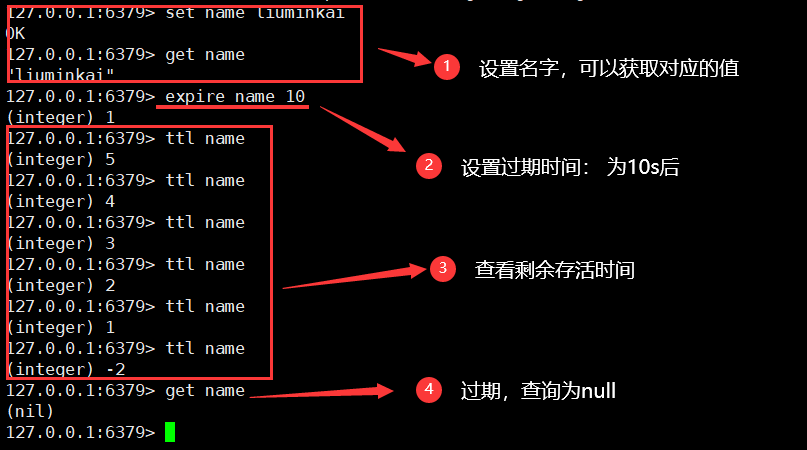 127.0.0.1:6379> set name liuminkai
OK
127.0.0.1:6379> get name
"liuminkai"
1 设置名字，可以获取对应的值
127.0.0.1:6379> expire name 10
(integer) 1
2 设置过期时间： 为10s后
127.0.0.1:6379> ttl name
(integer) 5
127.0.0.1:6379> ttl name
(integer) 4
127.0.0.1:6379> ttl name
(integer) 3
127.0.0.1:6379> ttl name
(integer) 2
127.0.0.1:6379> ttl name
(integer) 1
127.0.0.1:6379> ttl name
(integer) -2
3 查看剩余存活时间
127.0.0.1:6379> get name
(nil)
4 过期，查询为null
127.0.0.1:6379>